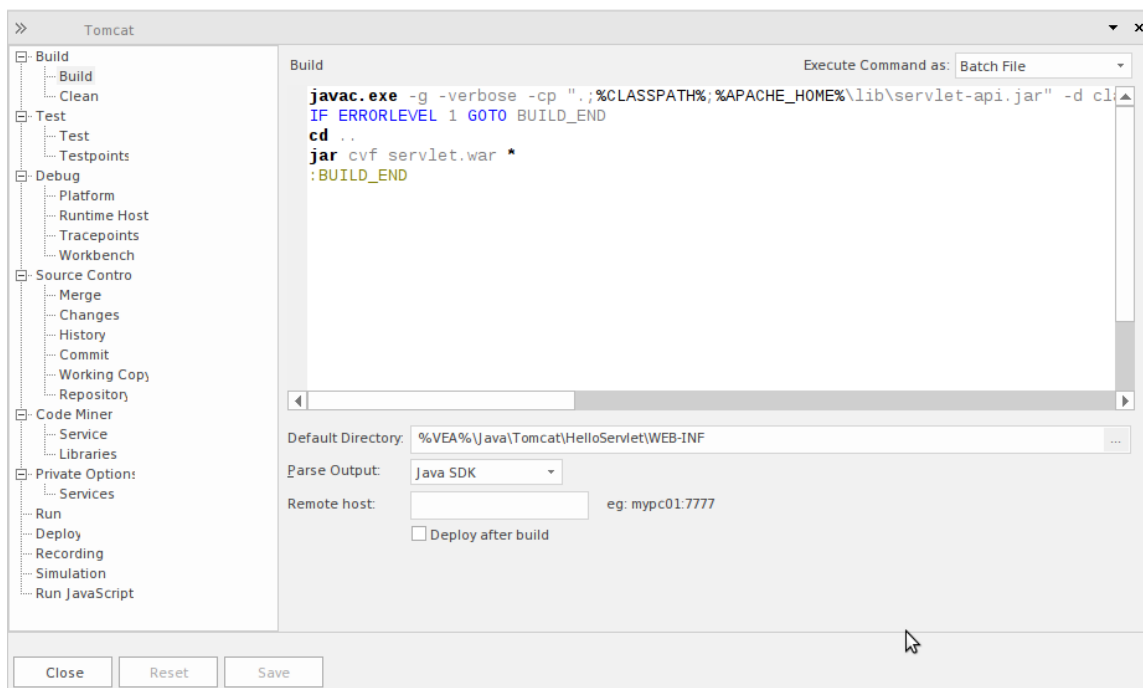 Tomcat
Build
Build
Clean
Test
Test
Testpoints
Debug
Platform
Runtime Host
Tracepoints
Workbench
Source Contro
Merge
Changes
History
Commit
Working Copy
Repository
Code Miner
Service
Libraries
Private Options
Services
Run
Deploy
Recording
Simulation
Run JavaScript
Build
Execute Command as: Batch File
javac.exe -g -verbose -cp ".;%CLASSPATH%;%APACHE_HOME%\lib\servlet-api.jar" -d cla
IF ERRORLEVEL 1 GOTO BUILD_END
cd ..
jar cvf servlet.war *
:BUILD_END
Default Directory: %VEA%\Java\Tomcat\HelloServlet\WEB-INF ...
Parse Output: Java SDK
Remote host: eg: mypc01:7777
Deploy after build
Close Reset Save